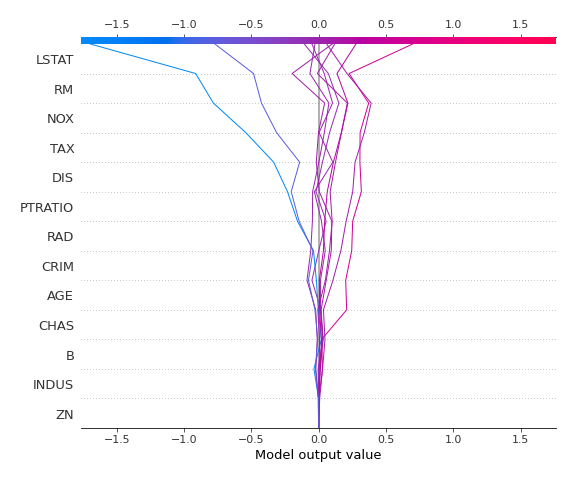 −1.5 −1.0 −0.5 0.0 0.5 1.0 1.5
LSTAT
RM
NOX
TAX
DIS
PTRATIO
RAD
CRIM
AGE
CHAS
B
INDUS
ZN
−1.5 −1.0 −0.5 0.0 0.5 1.0 1.5
Model output value